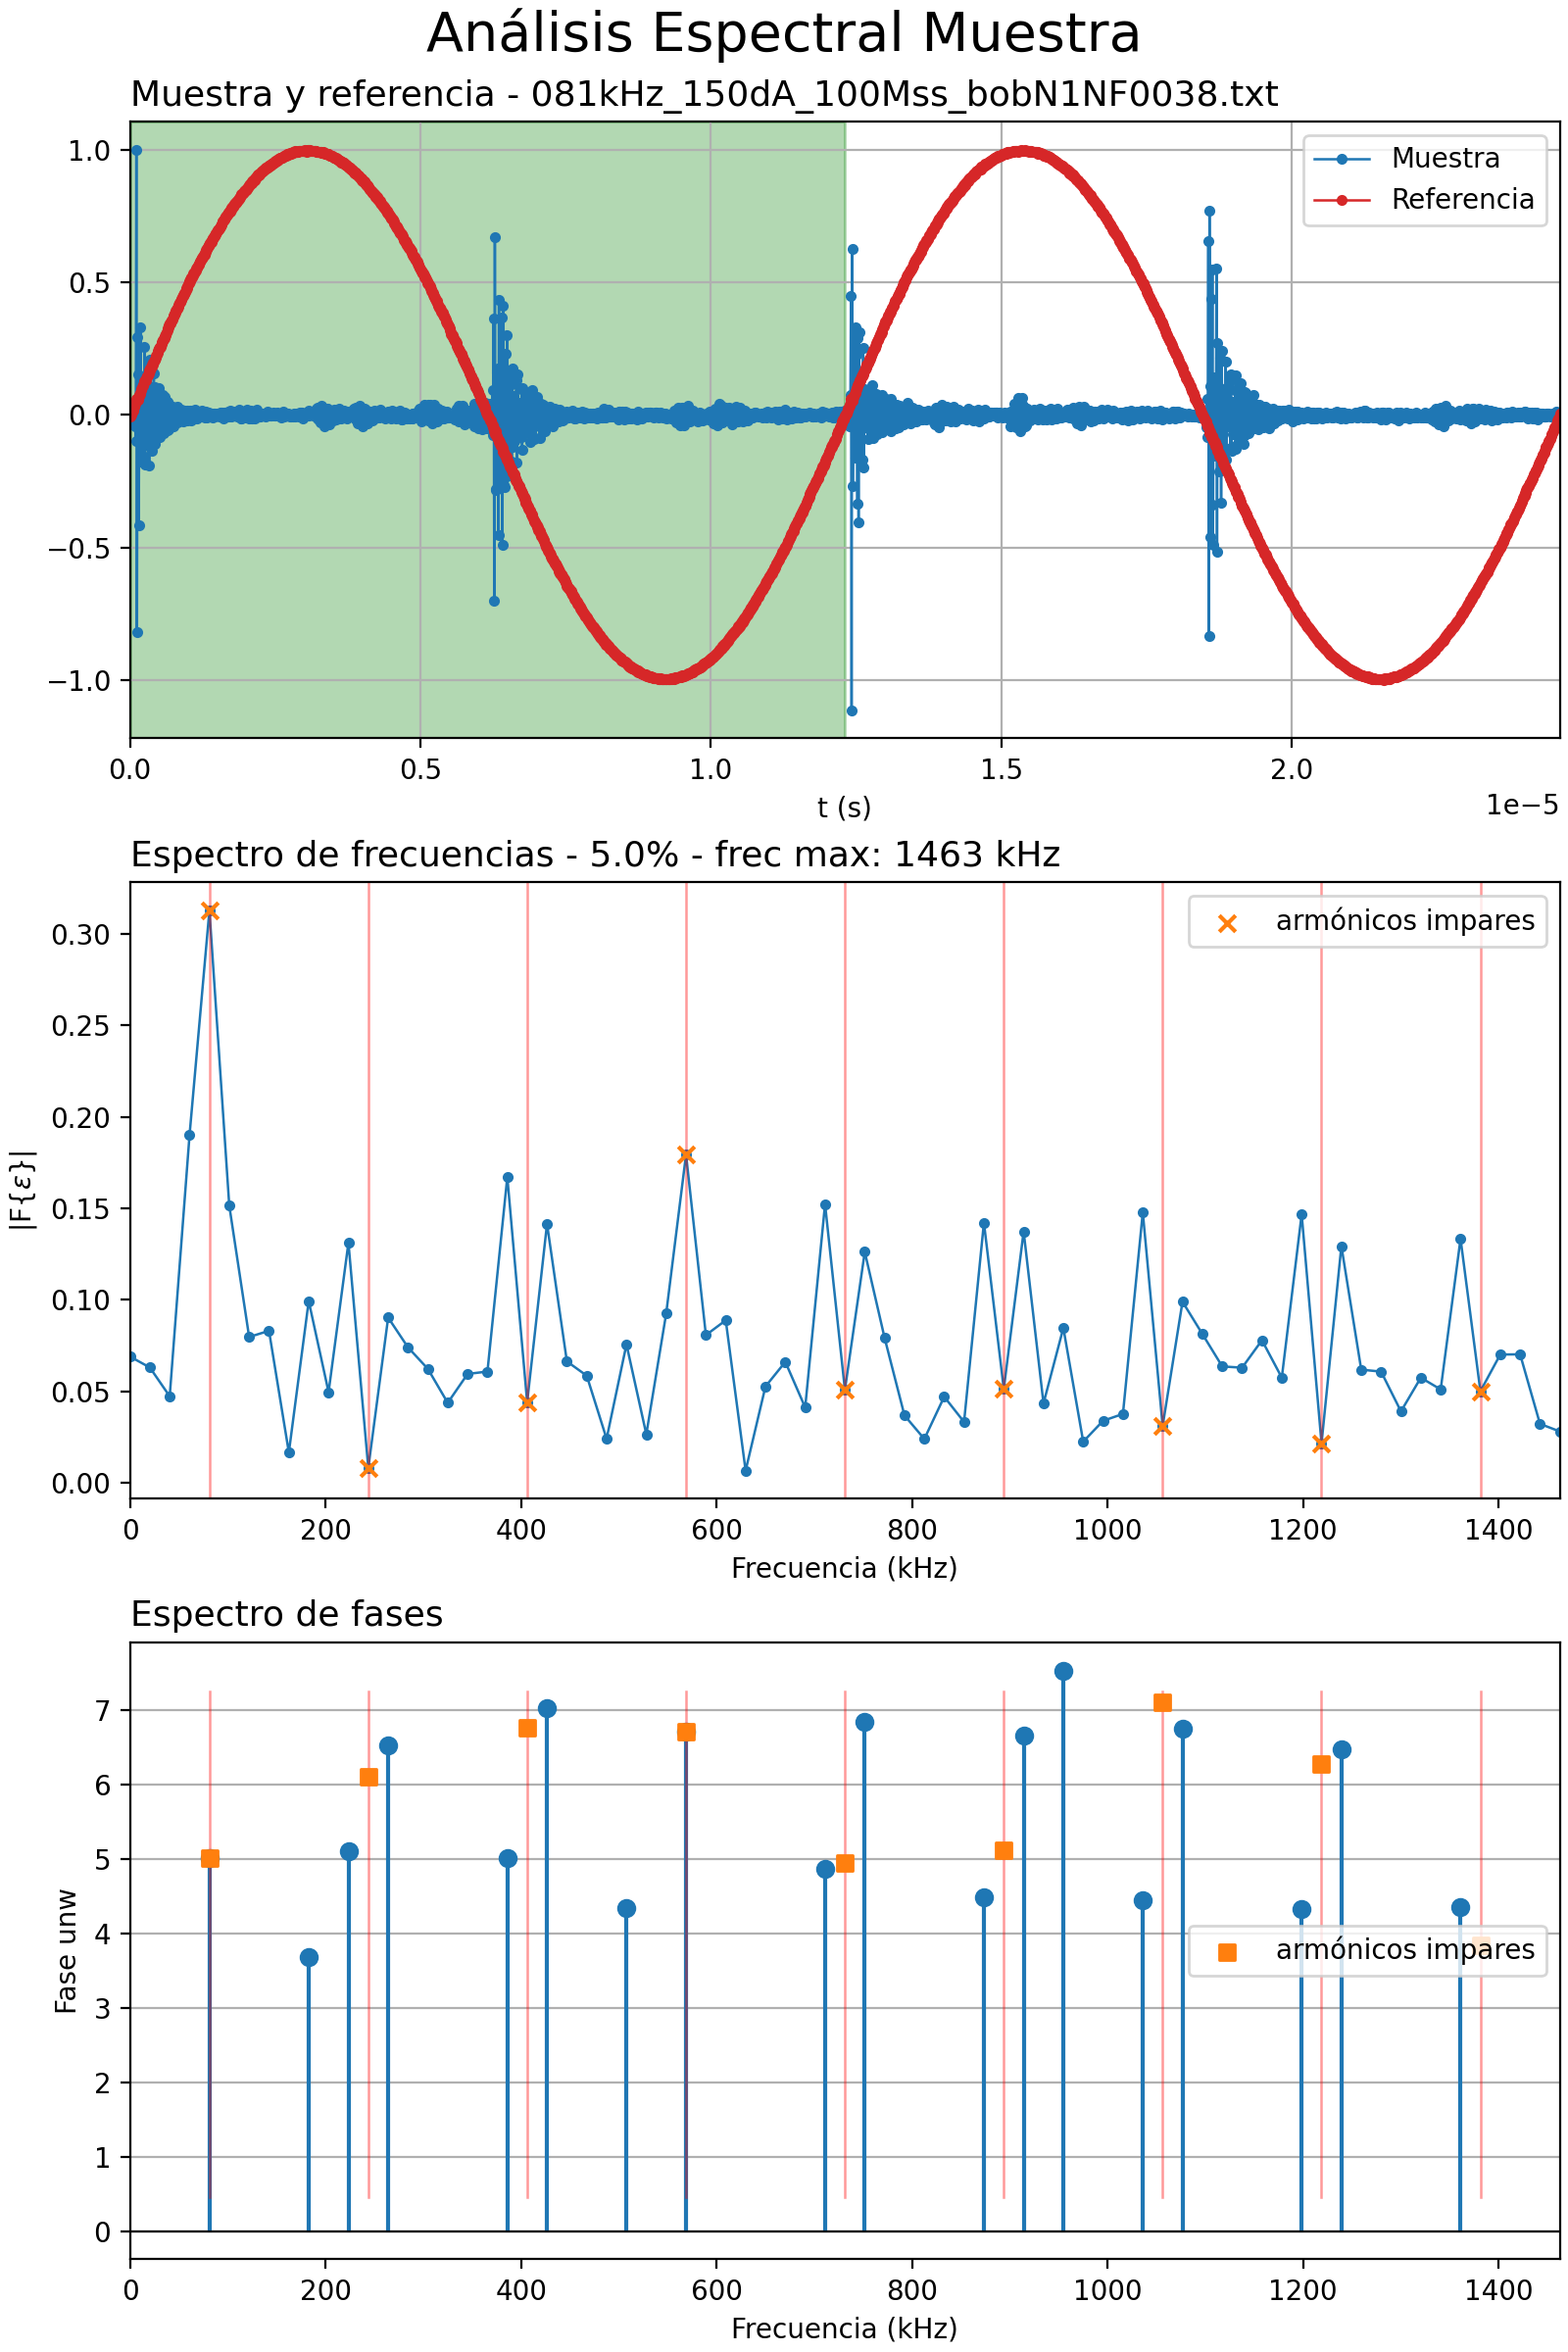 Análisis Espectral Muestra
Muestra y referencia - 081kHz_150dA_100Mss_bobN1NF0038.txt
Muestra
Referencia
1.0
0.5
0.0
−0.5
−1.0
0.0 0.5 1.0 1.5 2.0
t (s)
1e−5
Espectro de frecuencias - 5.0% - frec max: 1463 kHz
armónicos impares
0.30
0.25
0.20
0.15
0.10
0.05
0.00
|F{ε}|
0 200 400 600 800 1000 1200 1400
Frecuencia (kHz)
Espectro de fases
7
6
5
4
3
2
1
0
Fase unw
armónicos impares
0 200 400 600 800 1000 1200 1400
Frecuencia (kHz)